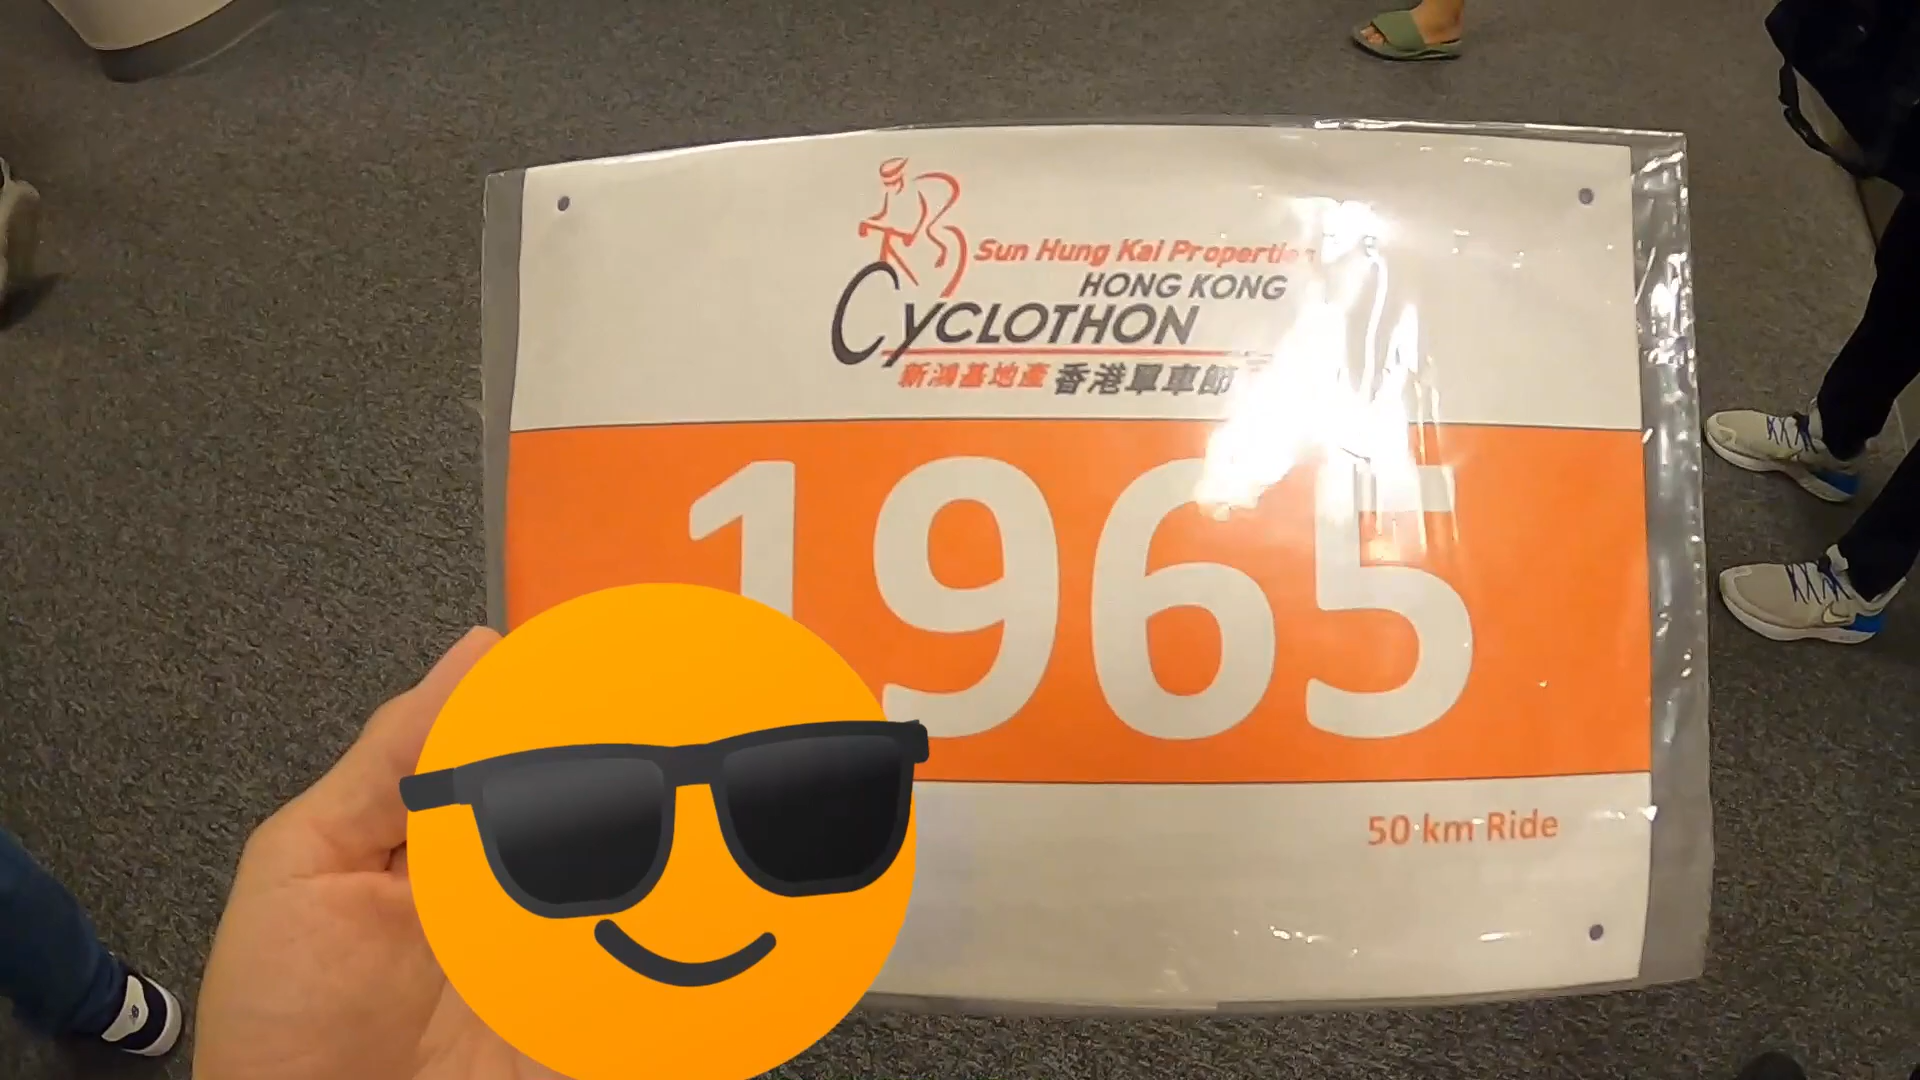 Sun Hung Kai Properties
HONG KONG
CYCLOTHON
新鴻基地產 香港單車節
1965
50 km Ride